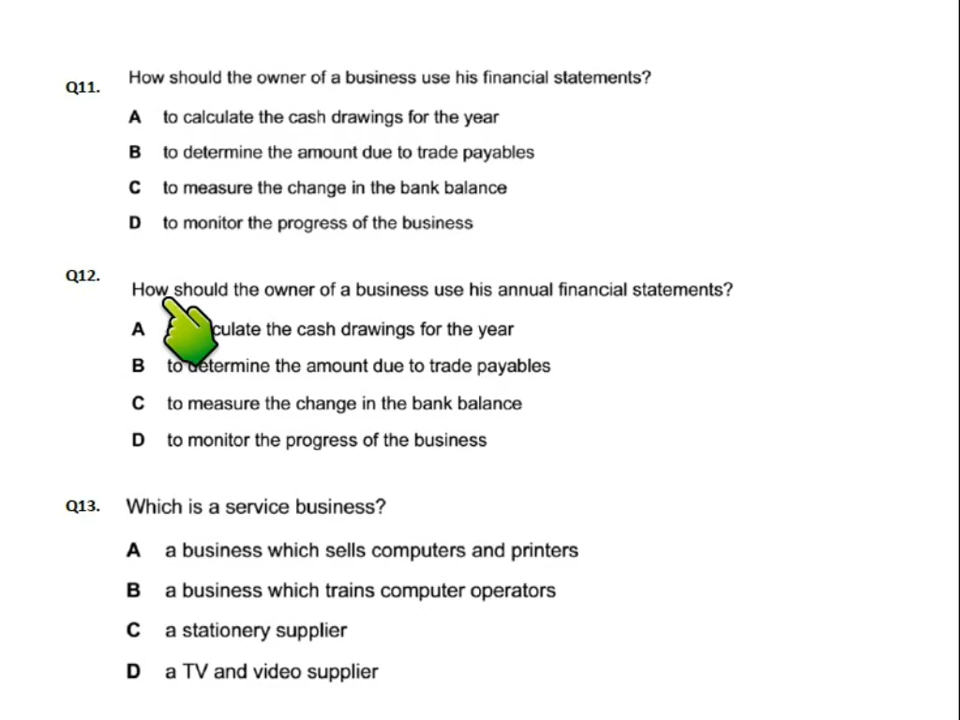 Q11. How should the owner of a business use his financial statements?
A to calculate the cash drawings for the year
B to determine the amount due to trade payables
C to measure the change in the bank balance
D to monitor the progress of the business
Q12. How should the owner of a business use his annual financial statements?
A culate the cash drawings for the year
B to determine the amount due to trade payables
C to measure the change in the bank balance
D to monitor the progress of the business
Q13. Which is a service business?
A a business which sells computers and printers
B a business which trains computer operators
C a stationery supplier
D a TV and video supplier